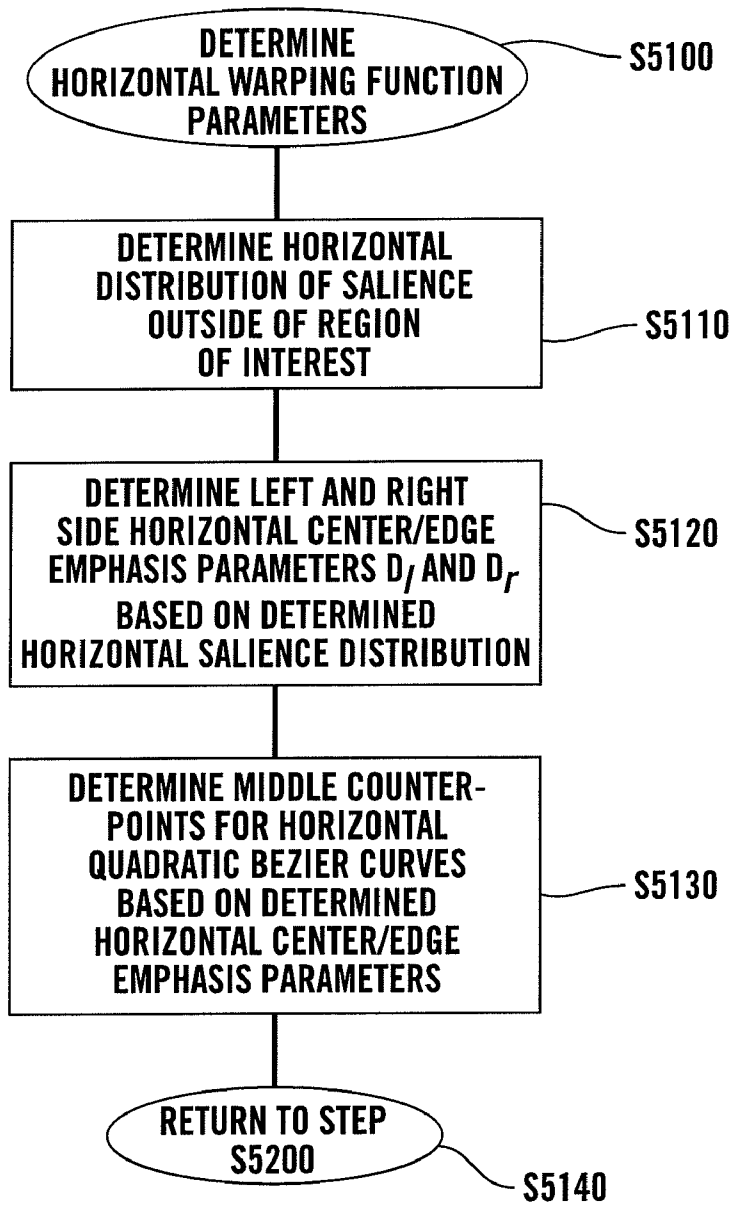 DETERMINE
HORIZONTAL WARPING FUNCTION
PARAMETERS
S5100
DETERMINE HORIZONTAL
DISTRIBUTION OF SALIENCE
OUTSIDE OF REGION
OF INTEREST
S5110
DETERMINE LEFT AND RIGHT
SIDE HORIZONTAL CENTER/EDGE
EMPHASIS PARAMETERS Dl AND Dr
BASED ON DETERMINED
HORIZONTAL SALIENCE DISTRIBUTION
S5120
DETERMINE MIDDLE COUNTER-
POINTS FOR HORIZONTAL
QUADRATIC BEZIER CURVES
BASED ON DETERMINED
HORIZONTAL CENTER/EDGE
EMPHASIS PARAMETERS
S5130
RETURN TO STEP
S5200
S5140